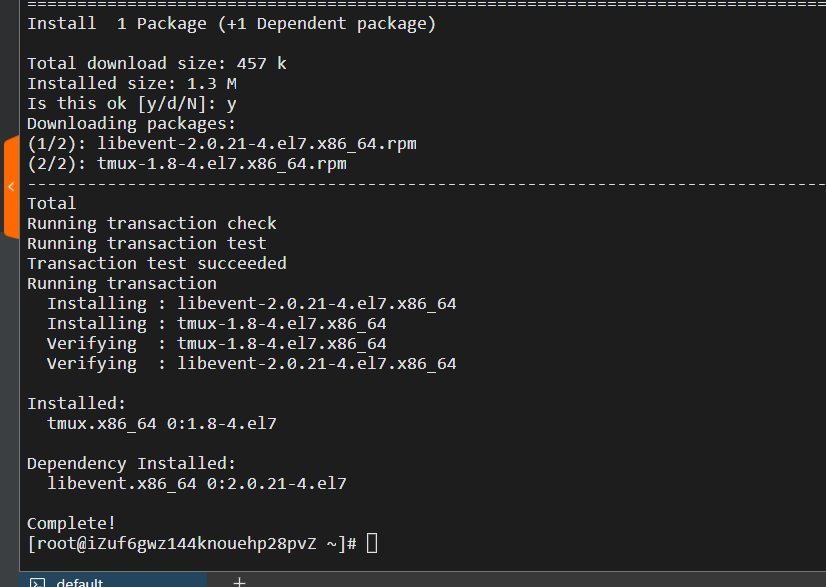 ================================================================================
Install  1 Package (+1 Dependent package)
Total download size: 457 k
Installed size: 1.3 M
Is this ok [y/d/N]: y
Downloading packages:
(1/2): libevent-2.0.21-4.el7.x86_64.rpm
(2/2): tmux-1.8-4.el7.x86_64.rpm
--------------------------------------------------------------------------------
Total
Running transaction check
Running transaction test
Transaction test succeeded
Running transaction
  Installing : libevent-2.0.21-4.el7.x86_64
  Installing : tmux-1.8-4.el7.x86_64
  Verifying  : tmux-1.8-4.el7.x86_64
  Verifying  : libevent-2.0.21-4.el7.x86_64
Installed:
  tmux.x86_64 0:1.8-4.el7
Dependency Installed:
  libevent.x86_64 0:2.0.21-4.el7
Complete!
[root@iZuf6gwz144knouehp28pvZ ~]#
default +